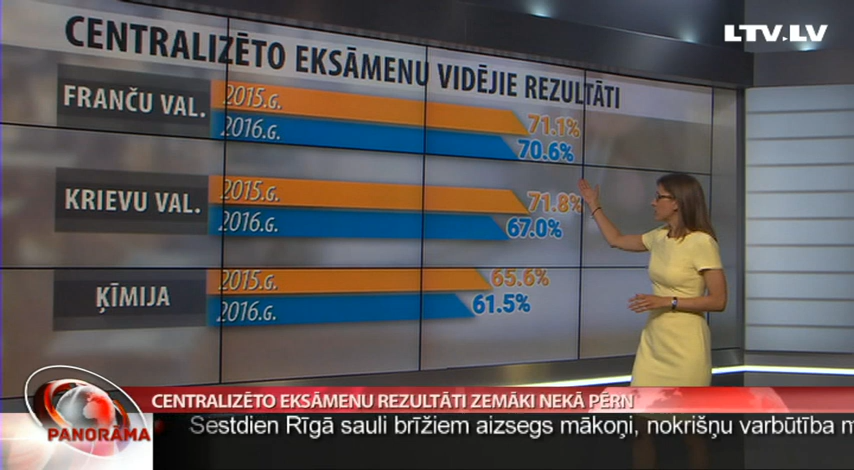 LTV.LV
CENTRALIZĒTO EKSĀMENU VIDĒJIE REZULTĀTI
FRANČU VAL.
2015.G.
71.1%
2016.G.
70.6%
KRIEVU VAL.
2015.G.
71.8%
2016.G.
67.0%
ĶĪMIJA
2015.G.
65.6%
2016.G.
61.5%
CENTRALIZĒTO EKSĀMENU REZULTĀTI ZEMĀKI NEKĀ PĒRN
PANORĀMA
Sestdien Rīgā sauli brīžiem aizsegs mākoņi, nokrišņu varbūtība